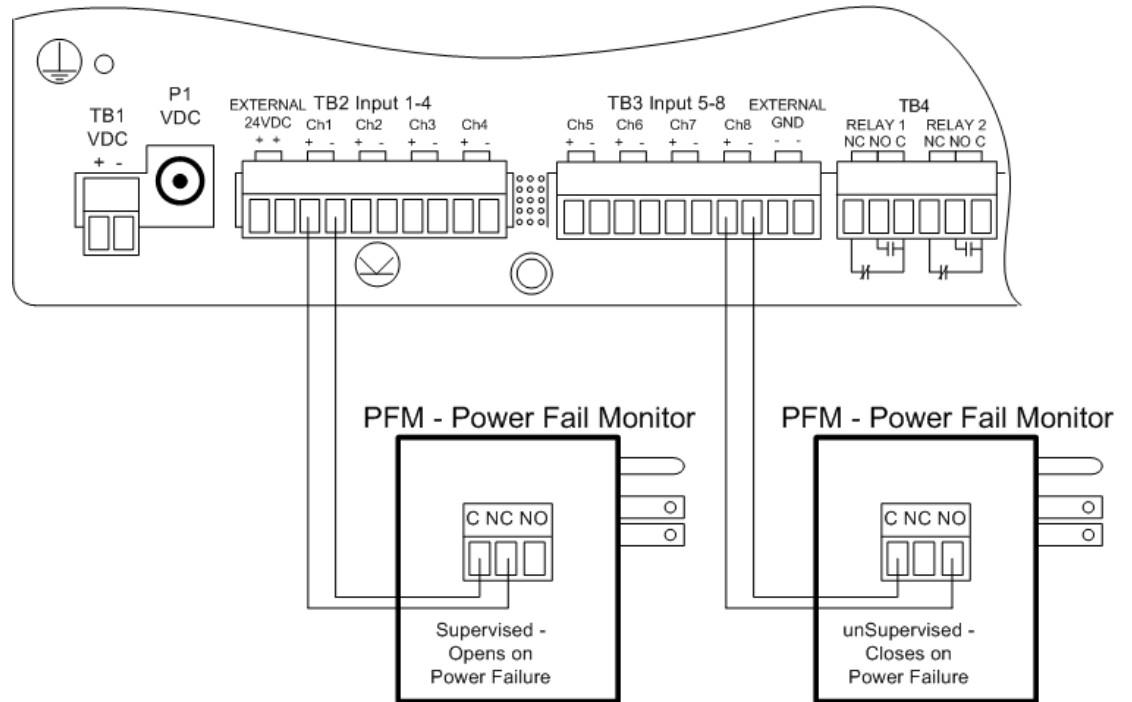 P1
VDC
TB1
VDC
+ -
EXTERNAL TB2 Input 1-4
24VDC Ch1 Ch2 Ch3 Ch4
+ + + - + - + - + -
TB3 Input 5-8 EXTERNAL
Ch5 Ch6 Ch7 Ch8 GND
+ - + - + - + - - -
TB4
RELAY 1 RELAY 2
NC NO C NC NO C
PFM - Power Fail Monitor
C NC NO
Supervised -
Opens on
Power Failure
PFM - Power Fail Monitor
C NC NO
unSupervised -
Closes on
Power Failure